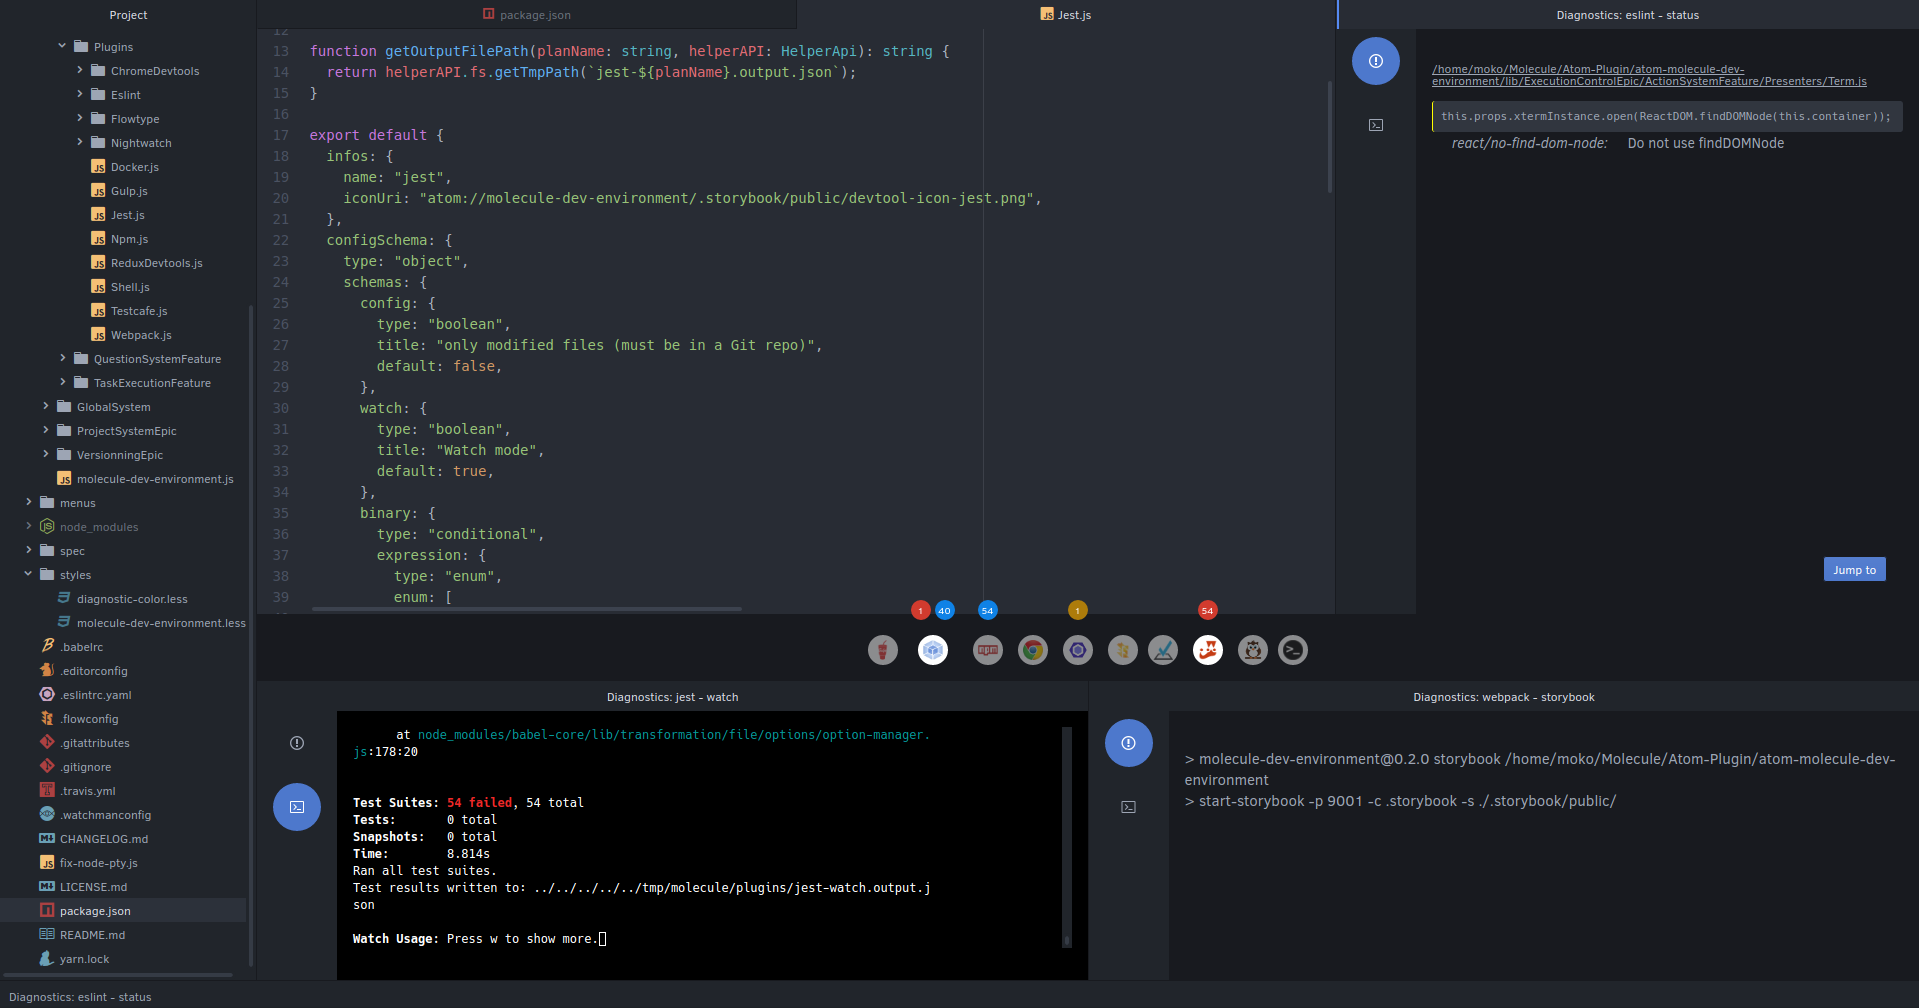 Project
Plugins
ChromeDevtools
Eslint
Flowtype
Nightwatch
Docker.js
Gulp.js
Jest.js
Npm.js
ReduxDevtools.js
Shell.js
Testcafe.js
Webpack.js
QuestionSystemFeature
TaskExecutionFeature
GlobalSystem
ProjectSystemEpic
VersionningEpic
molecule-dev-environment.js
menus
node_modules
spec
styles
diagnostic-color.less
molecule-dev-environment.less
.babelrc
.editorconfig
.eslintrc.yaml
.flowconfig
.gitattributes
.gitignore
.travis.yml
.watchmanconfig
CHANGELOG.md
fix-node-pty.js
LICENSE.md
package.json
README.md
yarn.lock
package.json
Jest.js
12
13 function getOutputFilePath(planName: string, helperAPI: HelperApi): string {
14 return helperAPI.fs.getTmpPath(`jest-${planName}.output.json`);
15 }
16
17 export default {
18 infos: {
19 name: "jest",
20 iconUri: "atom://molecule-dev-environment/.storybook/public/devtool-icon-jest.png",
21 },
22 configSchema: {
23 type: "object",
24 schemas: {
25 config: {
26 type: "boolean",
27 title: "only modified files (must be in a Git repo)",
28 default: false,
29 },
30 watch: {
31 type: "boolean",
32 title: "Watch mode",
33 default: true,
34 },
35 binary: {
36 type: "conditional",
37 expression: {
38 type: "enum",
39 enum: [
Diagnostics: eslint - status
/home/moko/Molecule/Atom-Plugin/atom-molecule-dev-
environment/lib/ExecutionControlEpic/ActionSystemFeature/Presenters/Term.js
this.props.xtermInstance.open(ReactDOM.findDOMNode(this.container));
react/no-find-dom-node: Do not use findDOMNode
Jump to
1 40 54 1 54
npm
Diagnostics: jest - watch
at node_modules/babel-core/lib/transformation/file/options/option-manager.
js:178:20
Test Suites: 54 failed, 54 total
Tests: 0 total
Snapshots: 0 total
Time: 8.814s
Ran all test suites.
Test results written to: ../../../../../tmp/molecule/plugins/jest-watch.output.j
son
Watch Usage: Press w to show more.
Diagnostics: webpack - storybook
> molecule-dev-environment@0.2.0 storybook /home/moko/Molecule/Atom-Plugin/atom-molecule-dev-
environment
> start-storybook -p 9001 -c .storybook -s ./.storybook/public/
Diagnostics: eslint - status